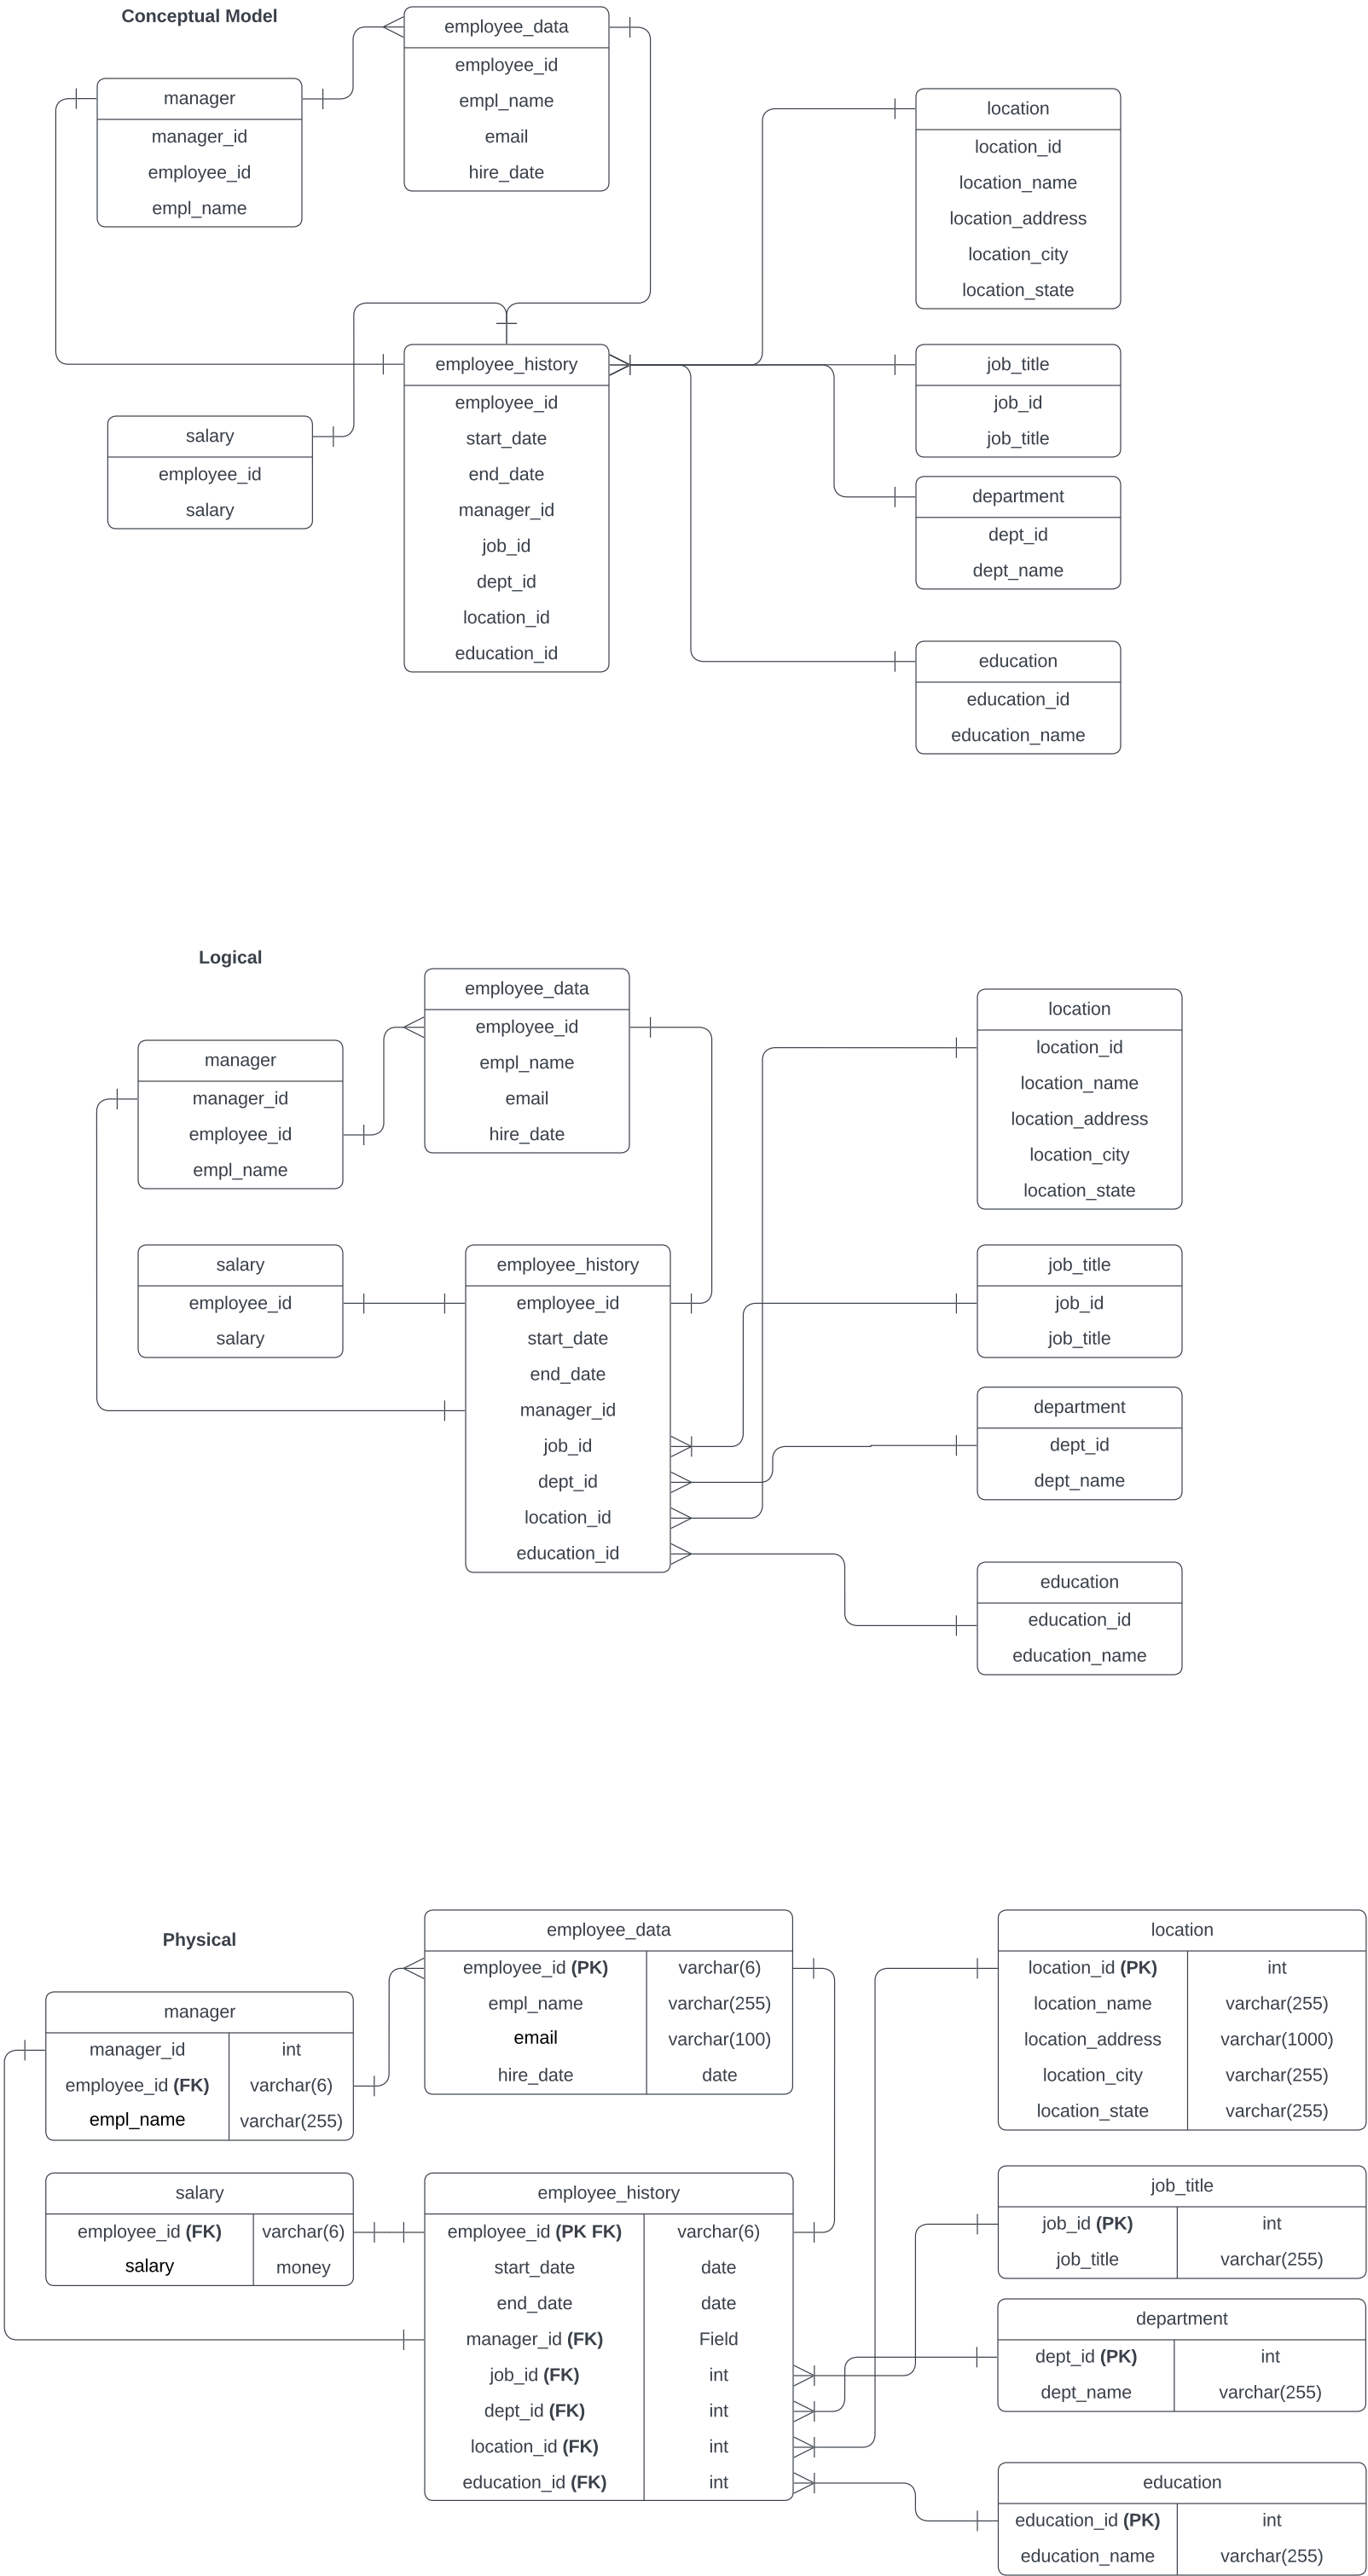 Conceptual Model
employee_data
employee_id
empl_name
email
hire_date
manager
manager_id
employee_id
empl_name
location
location_id
location_name
location_address
location_city
location_state
employee_history
employee_id
start_date
end_date
manager_id
job_id
dept_id
location_id
education_id
salary
employee_id
salary
job_title
job_id
job_title
department
dept_id
dept_name
education
education_id
education_name
Logical
employee_data
employee_id
empl_name
email
hire_date
manager
manager_id
employee_id
empl_name
location
location_id
location_name
location_address
location_city
location_state
salary
employee_id
salary
employee_history
employee_id
start_date
end_date
manager_id
job_id
dept_id
location_id
education_id
job_title
job_id
job_title
department
dept_id
dept_name
education
education_id
education_name
Physical
employee_data
employee_id (PK) varchar(6)
empl_name varchar(255)
email varchar(100)
hire_date date
manager
manager_id int
employee_id (FK) varchar(6)
empl_name varchar(255)
location
location_id (PK) int
location_name varchar(255)
location_address varchar(1000)
location_city varchar(255)
location_state varchar(255)
salary
employee_id (FK) varchar(6)
salary money
employee_history
employee_id (PK FK) varchar(6)
start_date date
end_date date
manager_id (FK) Field
job_id (FK) int
dept_id (FK) int
location_id (FK) int
education_id (FK) int
job_title
job_id (PK) int
job_title varchar(255)
department
dept_id (PK) int
dept_name varchar(255)
education
education_id (PK) int
education_name varchar(255)